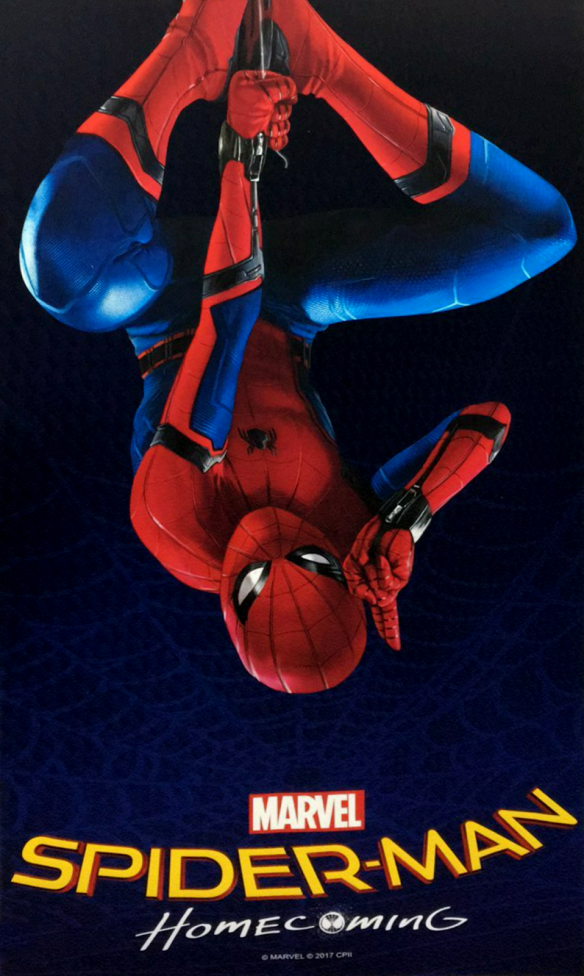 MARVEL
SPIDER-MAN
HOMECOMING
© MARVEL © 2017 CPII